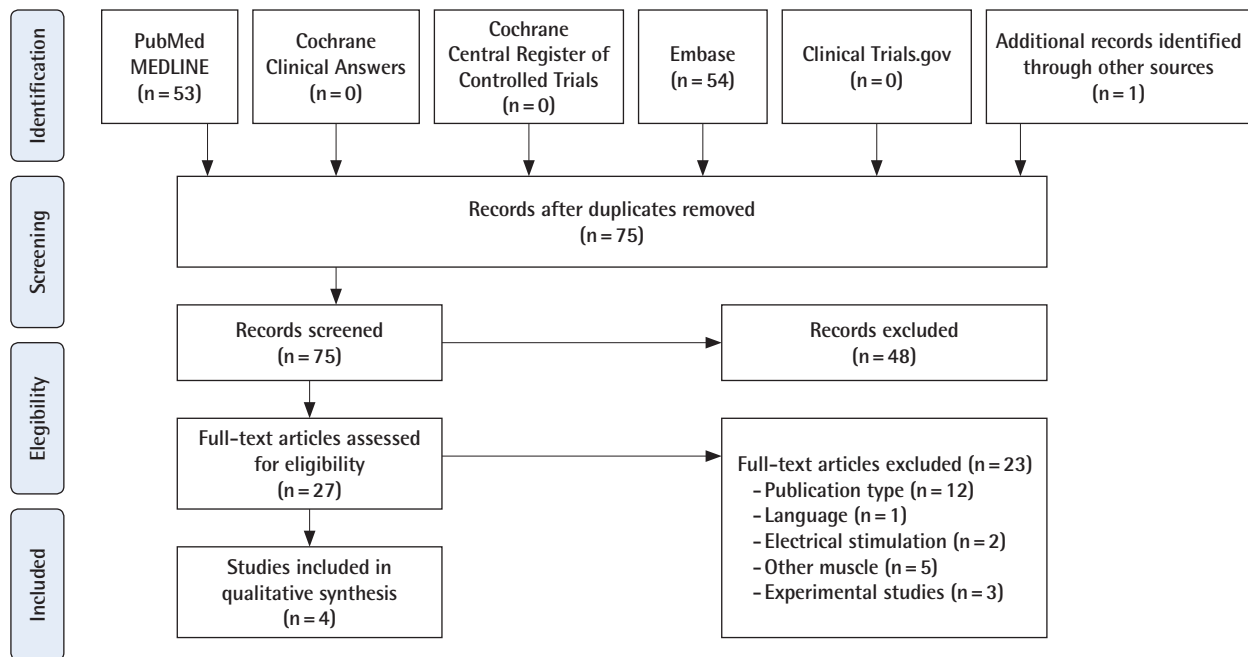 Identification
PubMed
MEDLINE
(n = 53)
Cochrane
Clinical Answers
(n = 0)
Cochrane
Central Register of
Controlled Trials
(n = 0)
Embase
(n = 54)
Clinical Trials.gov
(n = 0)
Additional records identified
through other sources
(n = 1)
Screening
Records after duplicates removed
(n = 75)
Records screened
(n = 75)
Records excluded
(n = 48)
Elegibility
Full-text articles assessed
for eligibility
(n = 27)
Full-text articles excluded (n = 23)
- Publication type (n = 12)
- Language (n = 1)
- Electrical stimulation (n = 2)
- Other muscle (n = 5)
- Experimental studies (n = 3)
Included
Studies included in
qualitative synthesis
(n = 4)